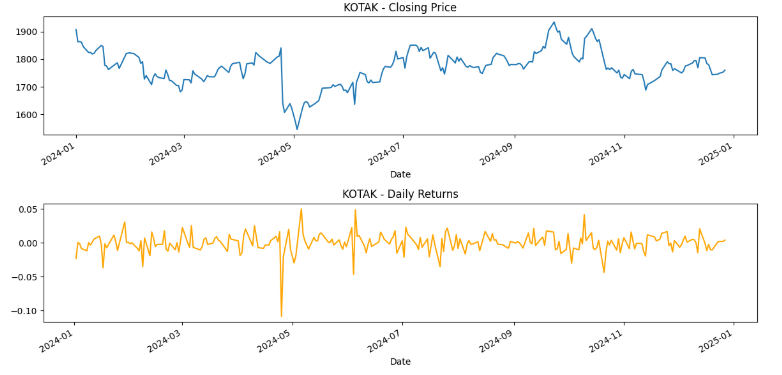 KOTAK - Closing Price
1900
1800
1700
1600
2024-01 2024-03 2024-05 2024-07 2024-09 2024-11 2025-01
Date
KOTAK - Daily Returns
0.05
0.00
−0.05
−0.10
2024-01 2024-03 2024-05 2024-07 2024-09 2024-11 2025-01
Date